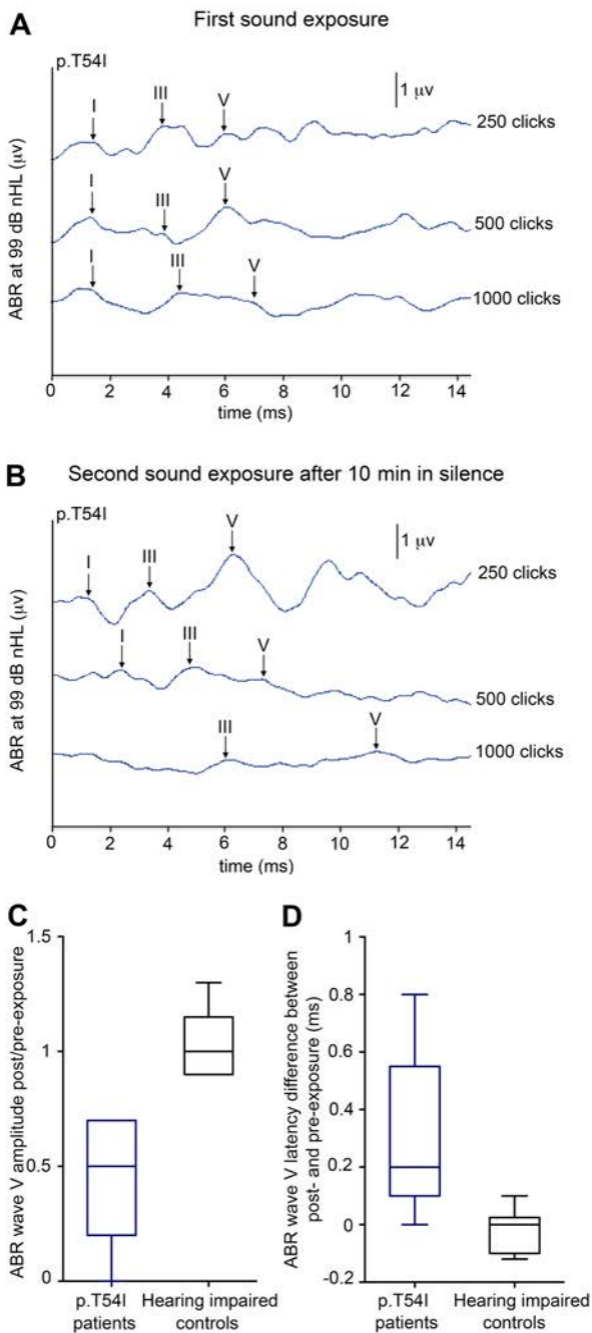 A
First sound exposure
p.T54I
I
III
V
1 μv
250 clicks
I
III
V
500 clicks
I
III
V
1000 clicks
ABR at 99 dB nHL (μv)
0 2 4 6 8 10 12 14
time (ms)
B
Second sound exposure after 10 min in silence
p.T54I
I
III
V
1 μv
250 clicks
I
III
V
500 clicks
III
V
1000 clicks
ABR at 99 dB nHL (μv)
0 2 4 6 8 10 12 14
time (ms)
C
ABR wave V amplitude post/pre-exposure
1.5
1
0.5
0
p.T54I
patients
Hearing impaired
controls
D
ABR wave V latency difference between
post- and pre-exposure (ms)
1
0.8
0.6
0.4
0.2
0
-0.2
p.T54I
patients
Hearing impaired
controls